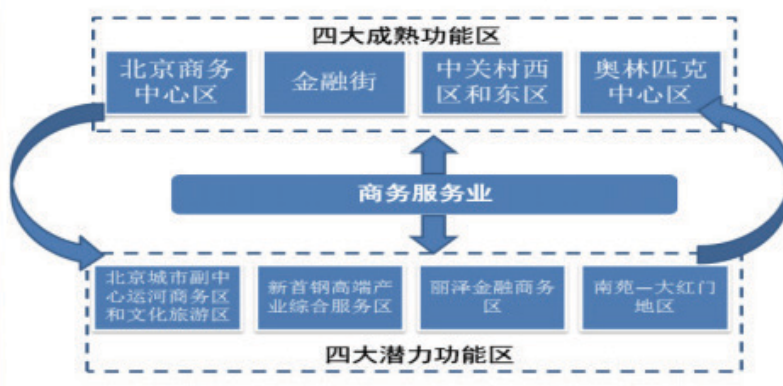 四大成熟功能区
北京商务
中心区
金融街
中关村西
区和东区
奥林匹克
中心区
商务服务业
北京城市副中
心运河商务区
和文化旅游区
新首钢高端产
业综合服务区
丽泽金融商务
区
南苑—大红门
地区
四大潜力功能区